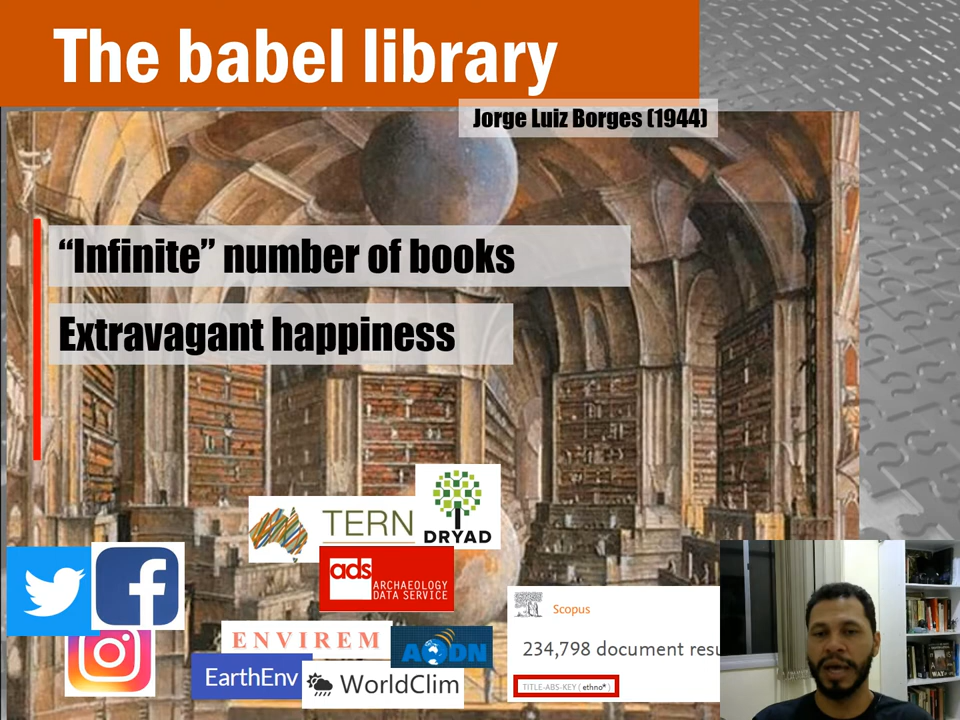 The babel library
Jorge Luiz Borges (1944)
“Infinite” number of books
Extravagant happiness
TERN
DRYAD
ads
ARCHAEOLOGY
DATA SERVICE
ENVIREM
AODN
EarthEnv
WorldClim
Scopus
234,798 document resu
TITLE-ABS-KEY ( ethno* )